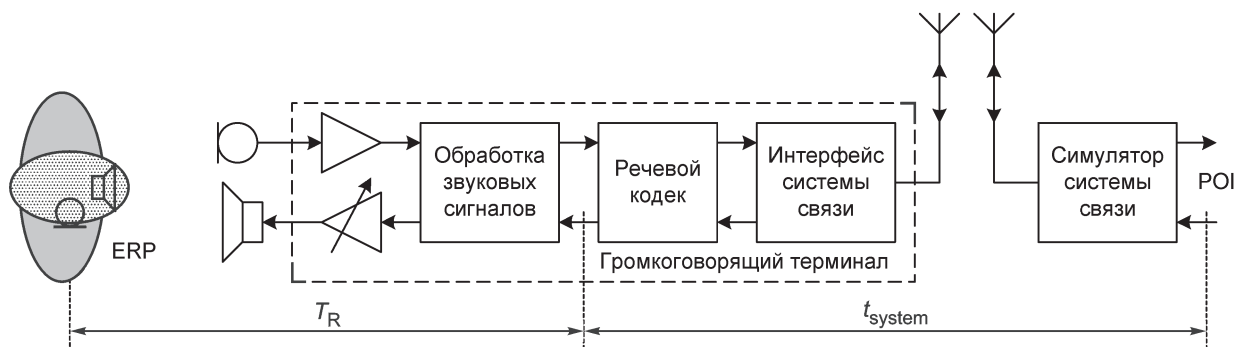 Обработка
звуковых
сигналов
Речевой
кодек
Интерфейс
системы
связи
Симулятор
системы
связи
POI
ERP
Громкоговорящий терминал
T_R
t_system